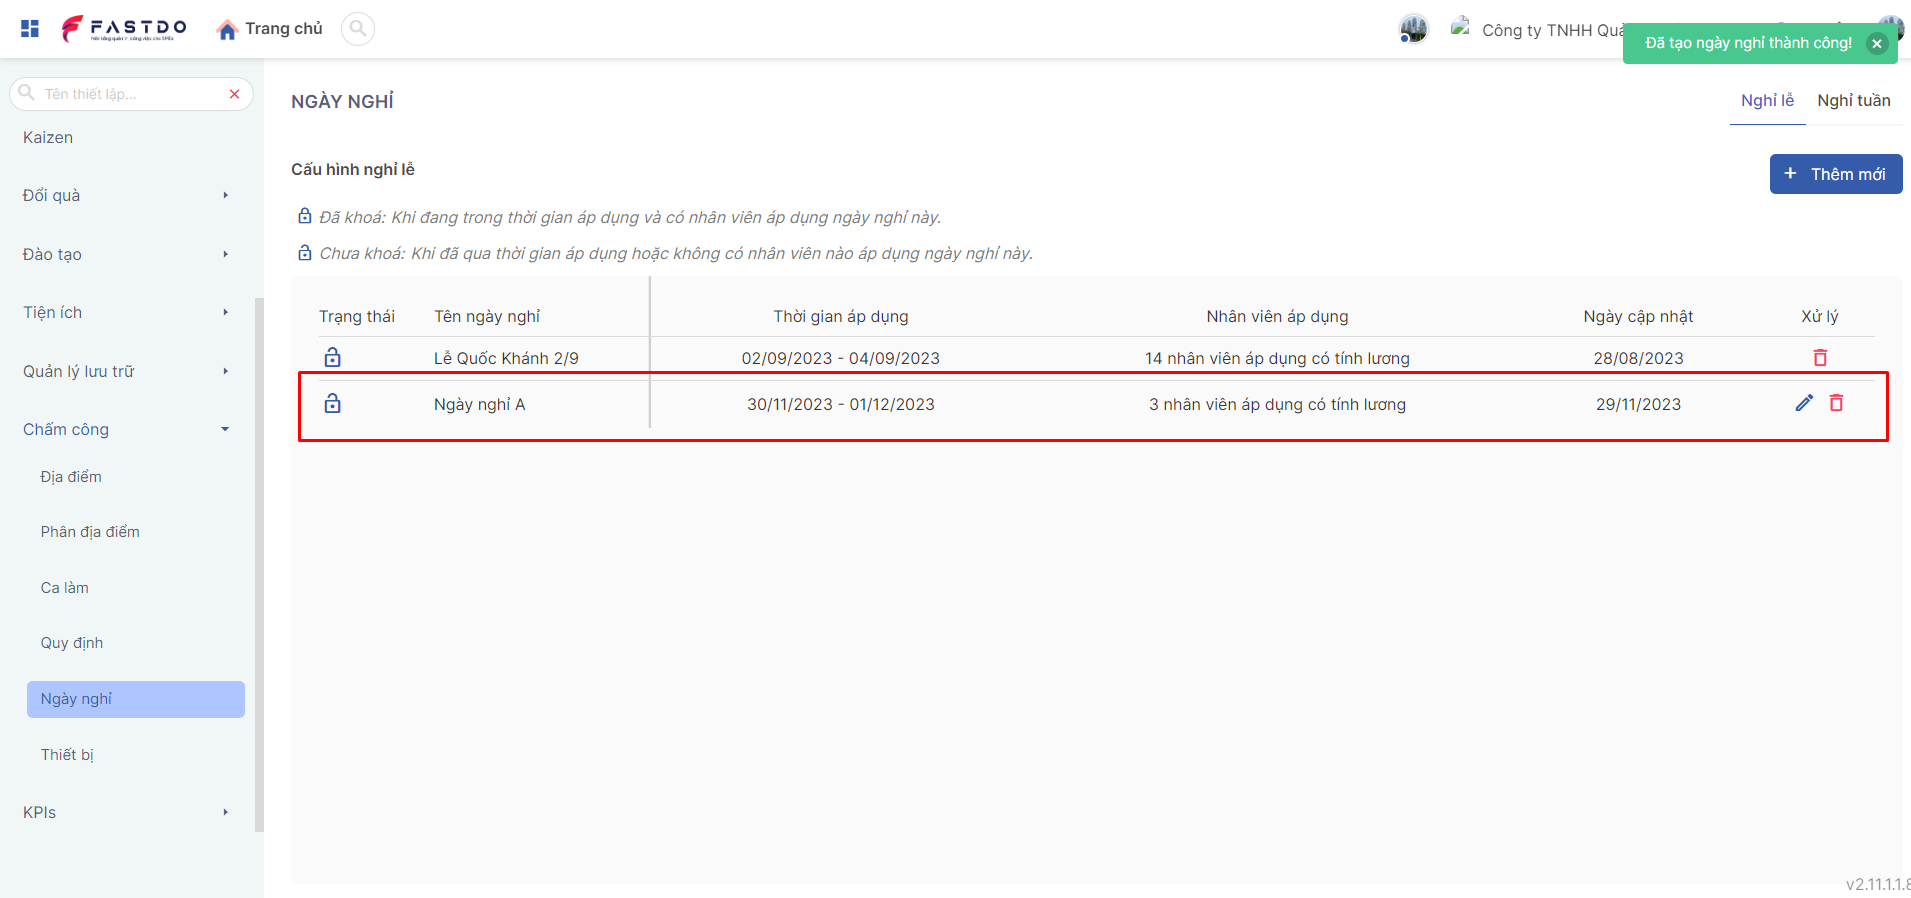 FASTDO
Trang chủ
Công ty TNHH
Đã tạo ngày nghỉ thành công!
Tên thiết lập...
Kaizen
Đổi quà
Đào tạo
Tiện ích
Quản lý lưu trữ
Chấm công
Địa điểm
Phân địa điểm
Ca làm
Quy định
Ngày nghỉ
Thiết bị
KPIs
NGÀY NGHỈ
Nghỉ lễ Nghỉ tuần
Cấu hình nghỉ lễ
+ Thêm mới
Đã khoá: Khi đang trong thời gian áp dụng và có nhân viên áp dụng ngày nghỉ này.
Chưa khoá: Khi đã qua thời gian áp dụng hoặc không có nhân viên nào áp dụng ngày nghỉ này.
Trạng thái Tên ngày nghỉ Thời gian áp dụng Nhân viên áp dụng Ngày cập nhật Xử lý
Lễ Quốc Khánh 2/9 02/09/2023 - 04/09/2023 14 nhân viên áp dụng có tính lương 28/08/2023
Ngày nghỉ A 30/11/2023 - 01/12/2023 3 nhân viên áp dụng có tính lương 29/11/2023
v2.11.1.1.8